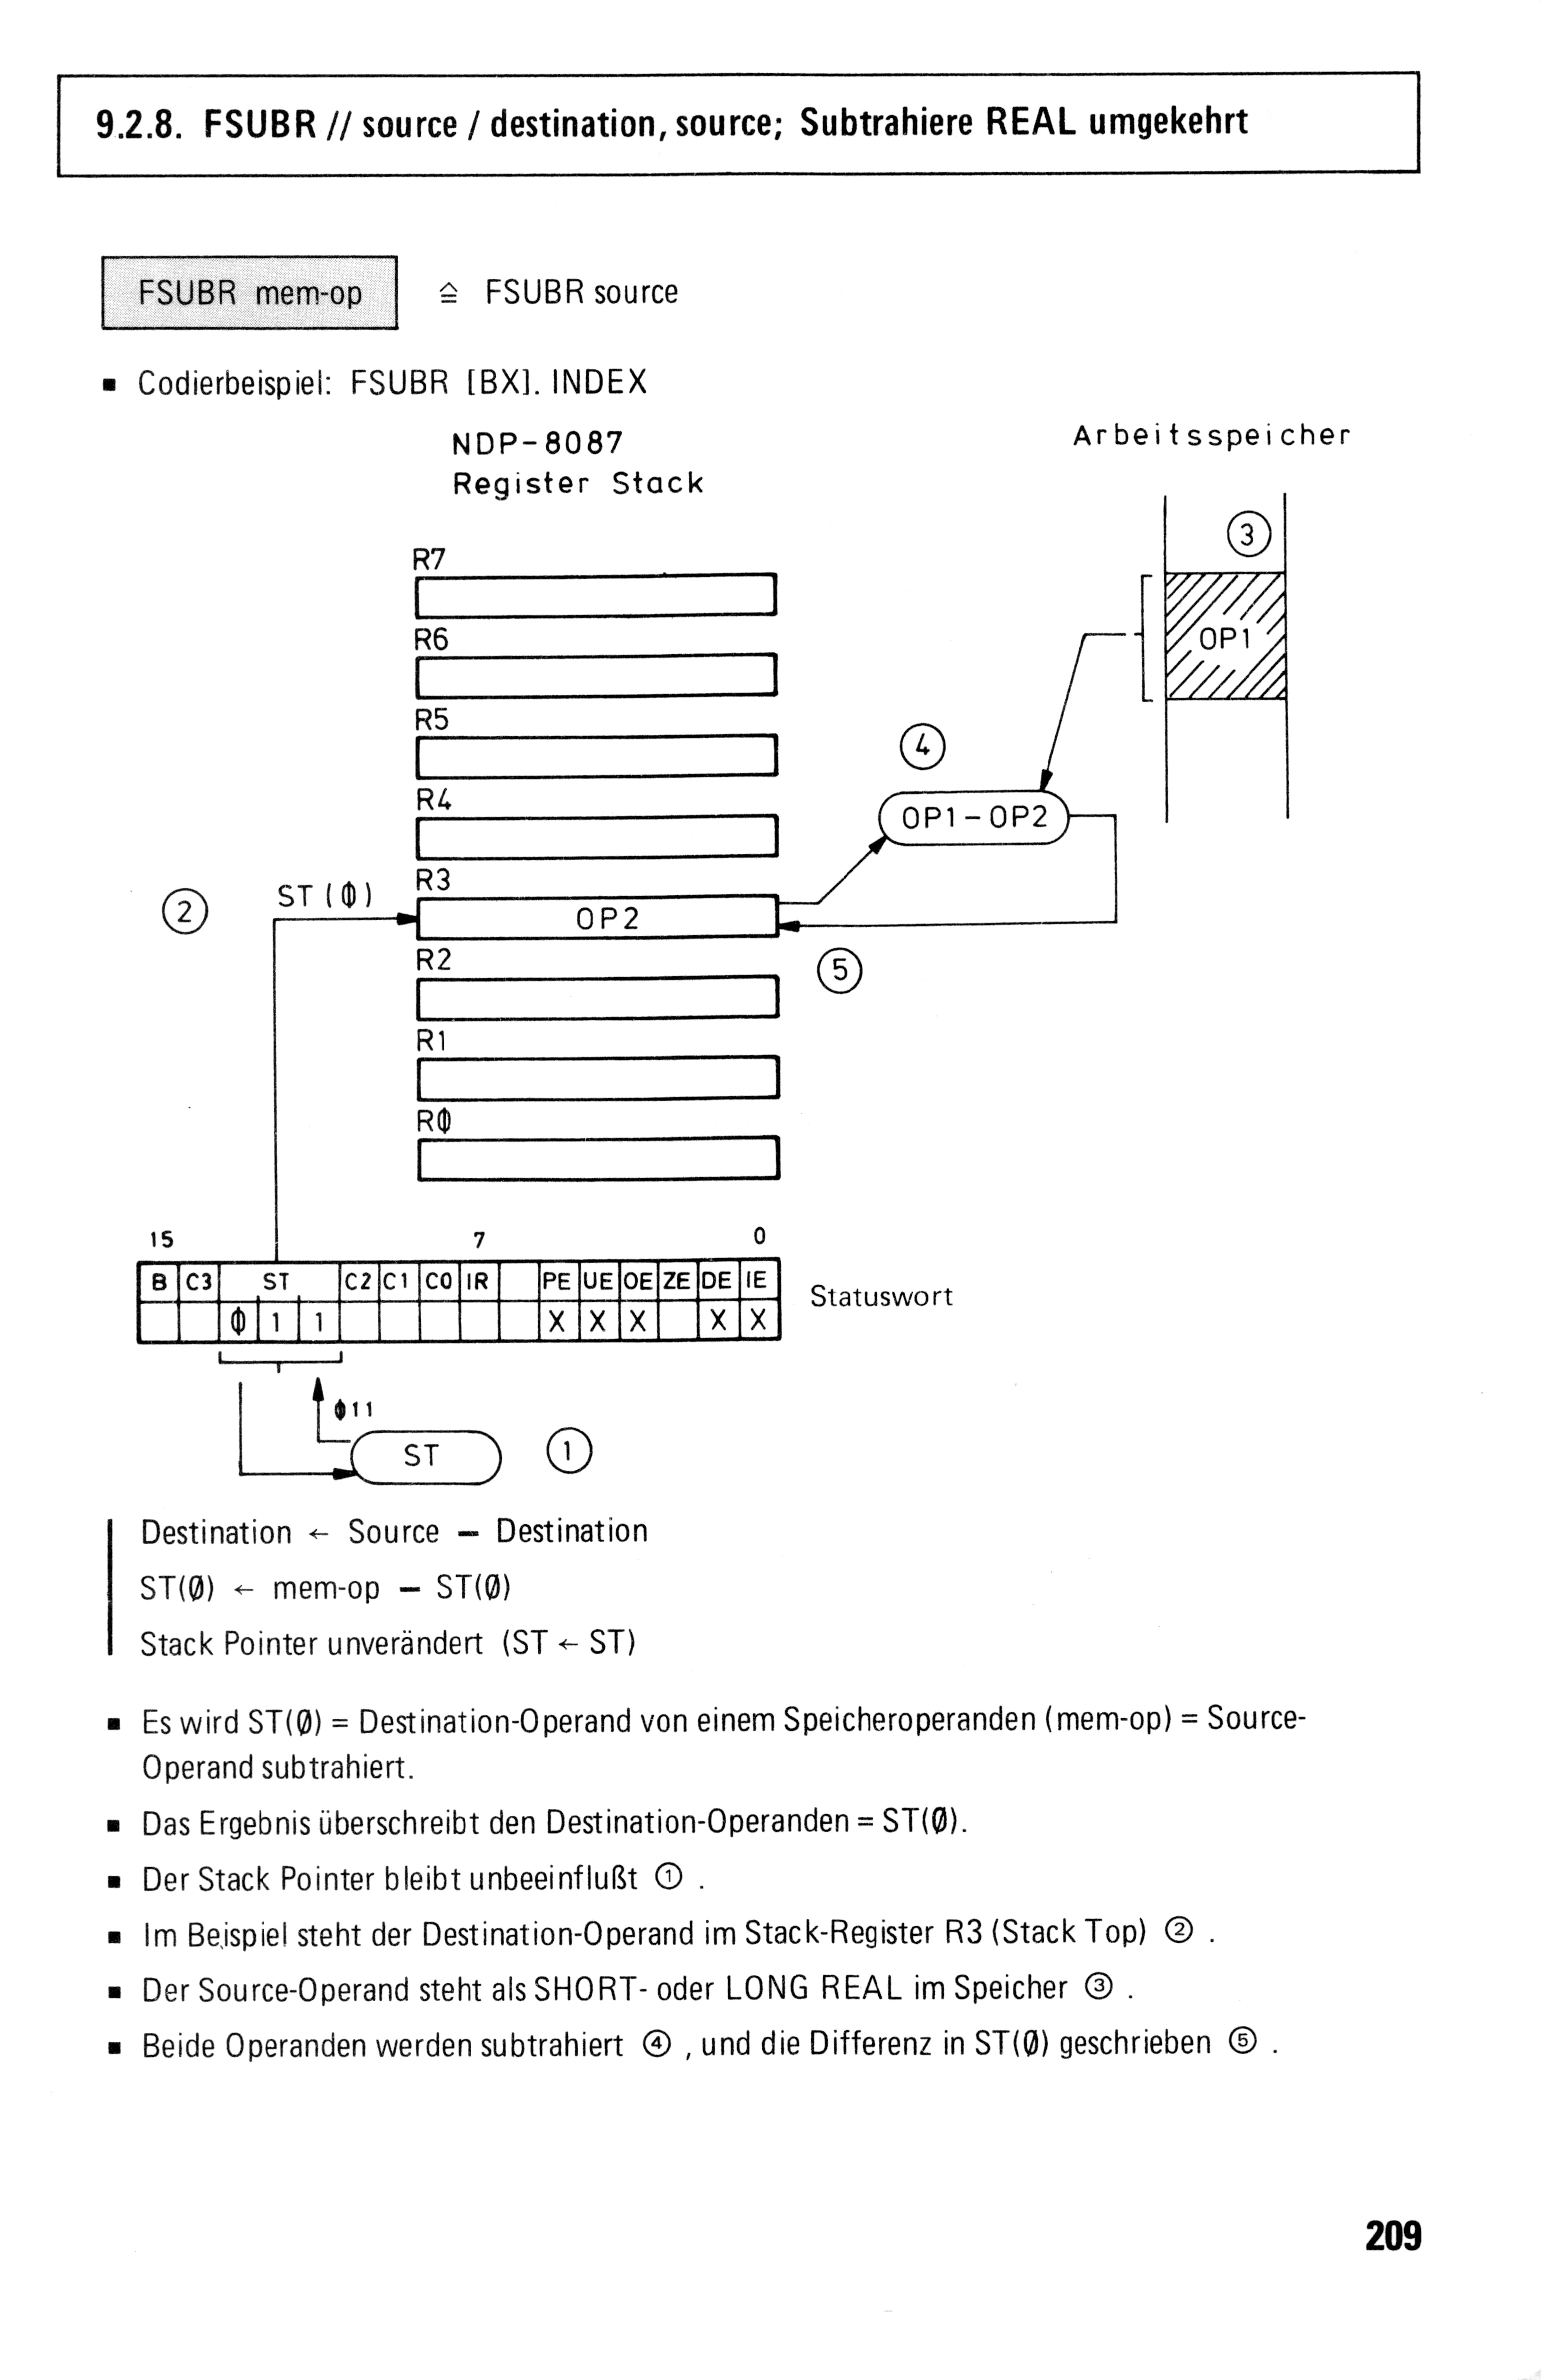 9.2.8. FSUBR // source / destination, source; Subtrahiere REAL umgekehrt
FSUBR mem-op ≙ FSUBR source
▪ Codierbeispiel: FSUBR [BX]. INDEX
NDP-8087
Register Stack
Arbeitsspeicher
③
R7
R6
OP1
R5
④
R4
OP1-OP2
R3
② ST(Ø)
OP2
R2
⑤
R1
RØ
15 7 0
B C3 ST C2 C1 C0 IR PE UE OE ZE DE IE
Statuswort
Ø 1 1 X X X X X
Ø11
ST ①
Destination ← Source – Destination
ST(Ø) ← mem-op – ST(Ø)
Stack Pointer unverändert (ST ← ST)
▪ Es wird ST(Ø) = Destination-Operand von einem Speicheroperanden (mem-op) = Source-
Operand subtrahiert.
▪ Das Ergebnis überschreibt den Destination-Operanden = ST(Ø).
▪ Der Stack Pointer bleibt unbeeinflußt ① .
▪ Im Beispiel steht der Destination-Operand im Stack-Register R3 (Stack Top) ② .
▪ Der Source-Operand steht als SHORT- oder LONG REAL im Speicher ③ .
▪ Beide Operanden werden subtrahiert ④ , und die Differenz in ST(Ø) geschrieben ⑤ .
209